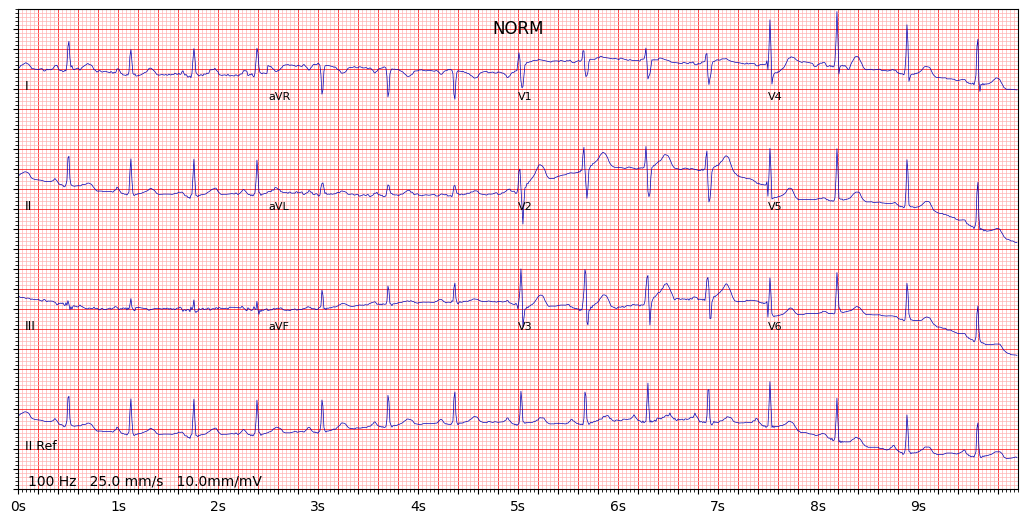 NORM
I
aVR
V1
V4
II
aVL
V2
V5
III
aVF
V3
V6
II Ref
100 Hz 25.0 mm/s 10.0mm/mV
0s 1s 2s 3s 4s 5s 6s 7s 8s 9s